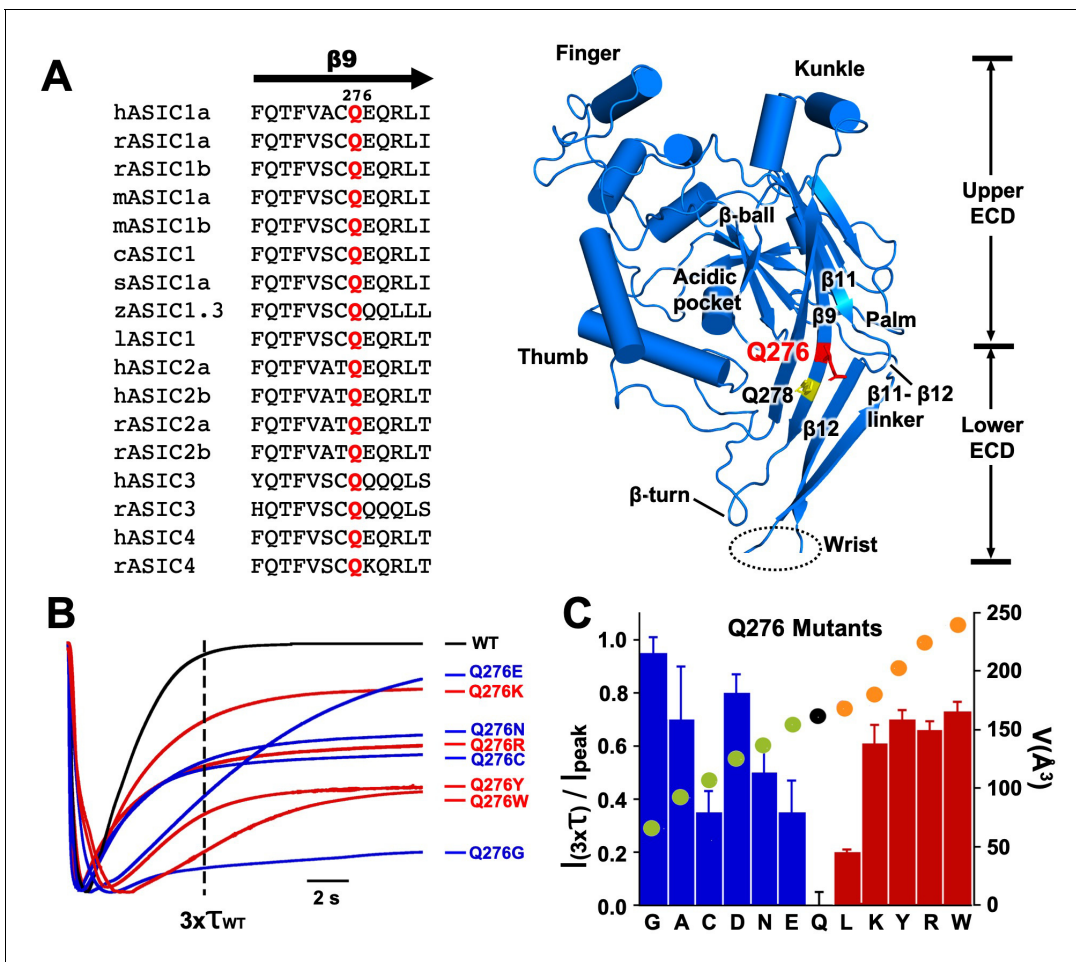 A
β9
276
hASIC1a FQTFVACQEQRLI
rASIC1a FQTFVSCQEQRLI
rASIC1b FQTFVSCQEQRLI
mASIC1a FQTFVSCQEQRLI
mASIC1b FQTFVSCQEQRLI
cASIC1 FQTFVSCQEQRLI
sASIC1a FQTFVSCQEQRLI
zASIC1.3 FQTFVSCQQQLLL
lASIC1 FQTFVSCQEQRLT
hASIC2a FQTFVATQEQRLT
hASIC2b FQTFVATQEQRLT
rASIC2a FQTFVATQEQRLT
rASIC2b FQTFVATQEQRLT
hASIC3 YQTFVSCQQQQLS
rASIC3 HQTFVSCQQQQLS
hASIC4 FQTFVSCQEQRLT
rASIC4 FQTFVSCQKQRLT
Finger
Kunkle
β-ball
Acidic
pocket
β11
β9
Palm
Thumb
Q276
Q278
β11- β12
linker
β12
β-turn
Wrist
Upper
ECD
Lower
ECD
B
WT
Q276E
Q276K
Q276N
Q276R
Q276C
Q276Y
Q276W
Q276G
2 s
3xτWT
C
Q276 Mutants
I(3xτ) / Ipeak
1.0
0.8
0.6
0.4
0.2
0.0
250
200
150
100
50
0
V(Å³)
G A C D N E Q L K Y R W